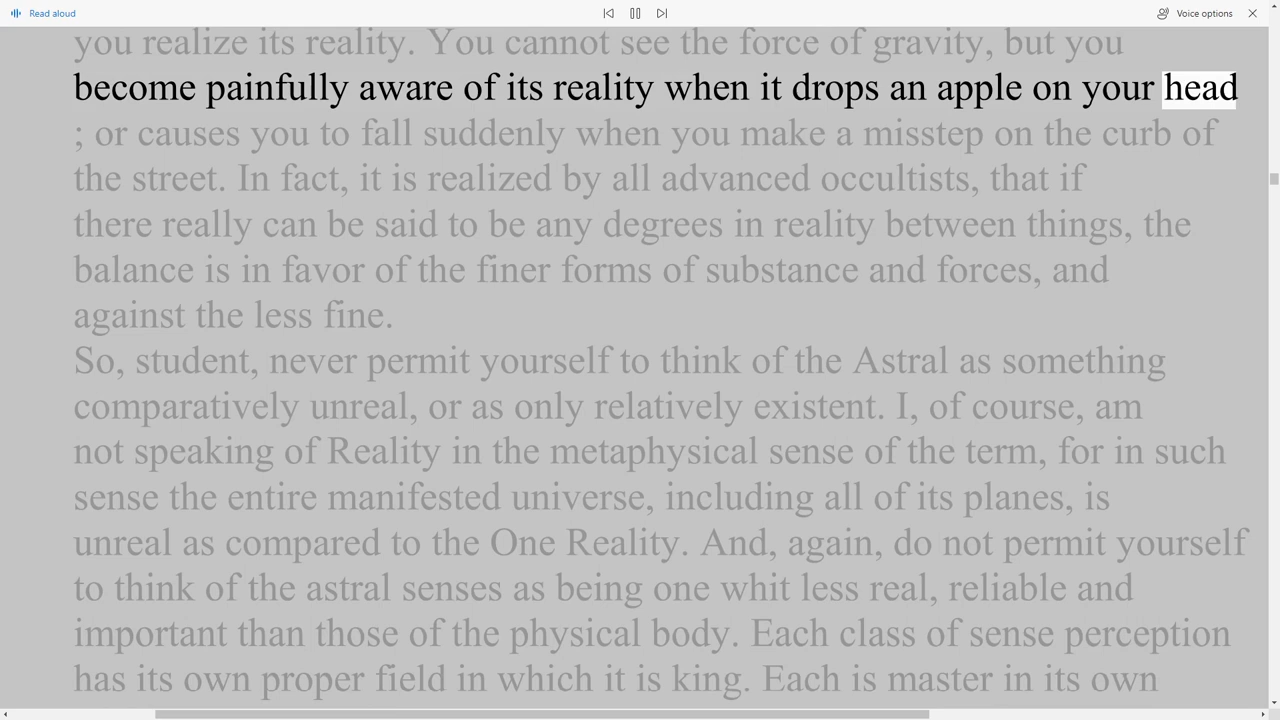 Read aloud
Voice options
you realize its reality. You cannot see the force of gravity, but you
become painfully aware of its reality when it drops an apple on your head
; or causes you to fall suddenly when you make a misstep on the curb of
the street. In fact, it is realized by all advanced occultists, that if
there really can be said to be any degrees in reality between things, the
balance is in favor of the finer forms of substance and forces, and
against the less fine.
So, student, never permit yourself to think of the Astral as something
comparatively unreal, or as only relatively existent. I, of course, am
not speaking of Reality in the metaphysical sense of the term, for in such
sense the entire manifested universe, including all of its planes, is
unreal as compared to the One Reality. And, again, do not permit yourself
to think of the astral senses as being one whit less real, reliable and
important than those of the physical body. Each class of sense perception
has its own proper field in which it is king. Each is master in its own